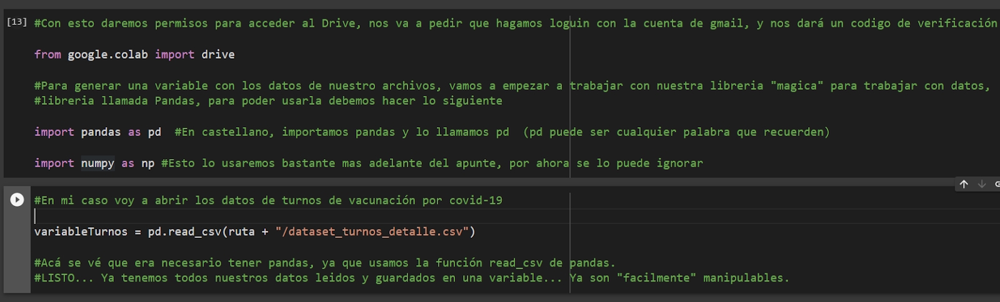 [13] #Con esto daremos permisos para acceder al Drive, nos va a pedir que hagamos loguin con la cuenta de gmail, y nos dará un codigo de verificación
from google.colab import drive
#Para generar una variable con los datos de nuestro archivos, vamos a empezar a trabajar con nuestra libreria "magica" para trabajar con datos,
#libreria llamada Pandas, para poder usarla debemos hacer lo siguiente
import pandas as pd  #En castellano, importamos pandas y lo llamamos pd  (pd puede ser cualquier palabra que recuerden)
import numpy as np #Esto lo usaremos bastante mas adelante del apunte, por ahora se lo puede ignorar
#En mi caso voy a abrir los datos de turnos de vacunación por covid-19
variableTurnos = pd.read_csv(ruta + "/dataset_turnos_detalle.csv")
#Acá se vé que era necesario tener pandas, ya que usamos la función read_csv de pandas.
#LISTO... Ya tenemos todos nuestros datos leidos y guardados en una variable... Ya son "facilmente" manipulables.